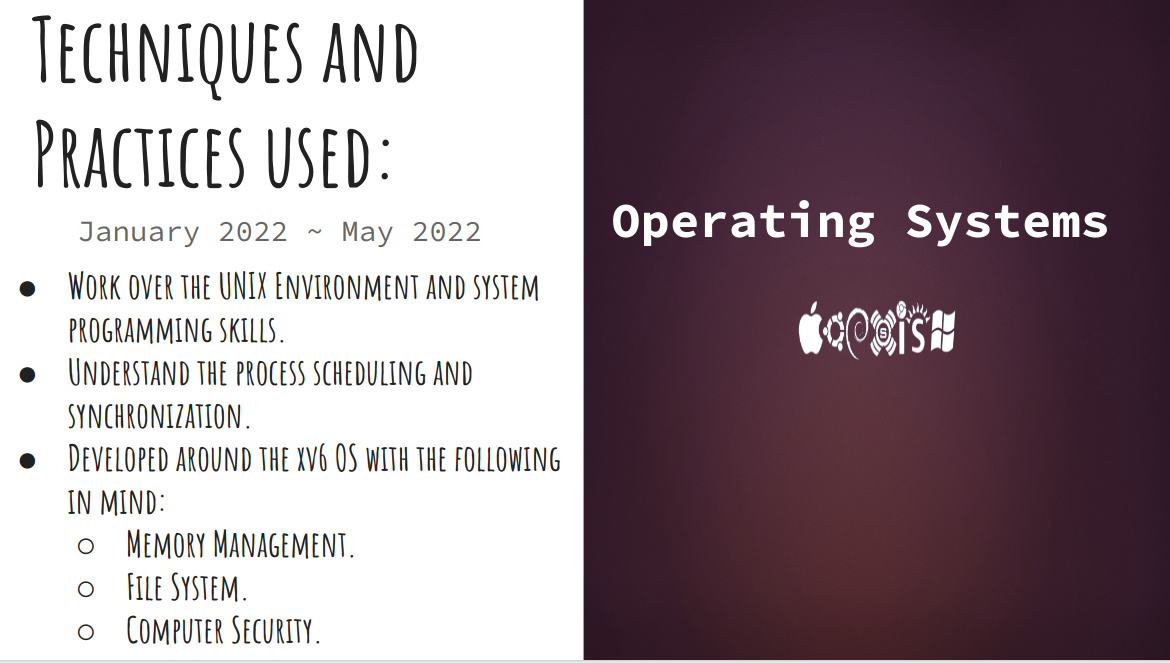 Techniques and
Practices used:
January 2022 ~ May 2022
● Work over the UNIX Environment and system
programming skills.
● Understand the process scheduling and
synchronization.
● Developed around the xv6 OS with the following
in mind:
○ Memory Management.
○ File System.
○ Computer Security.
Operating Systems